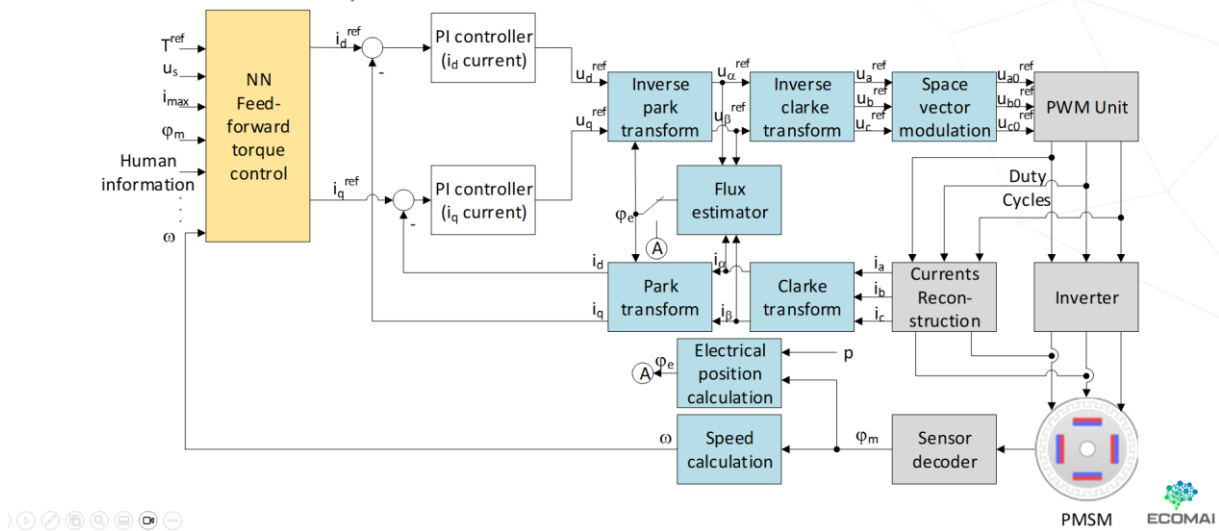 T^ref
u_s
i_max
φ_m
Human
information
ω
NN
Feed-
forward
torque
control
i_d^ref
i_q^ref
-
-
PI controller
(i_d current)
PI controller
(i_q current)
u_d^ref
u_q^ref
Inverse
park
transform
u_α^ref
u_β^ref
Inverse
clarke
transform
u_a^ref
u_b^ref
u_c^ref
Space
vector
modulation
u_a0^ref
u_b0^ref
u_c0^ref
PWM Unit
Flux
estimator
φ_e
A
Duty
Cycles
i_d
i_q
Park
transform
i_α
i_β
Clarke
transform
i_a
i_b
i_c
Currents
Recon-
struction
Inverter
A
φ_e
Electrical
position
calculation
p
ω
Speed
calculation
φ_m
Sensor
decoder
PMSM
ECOMAI